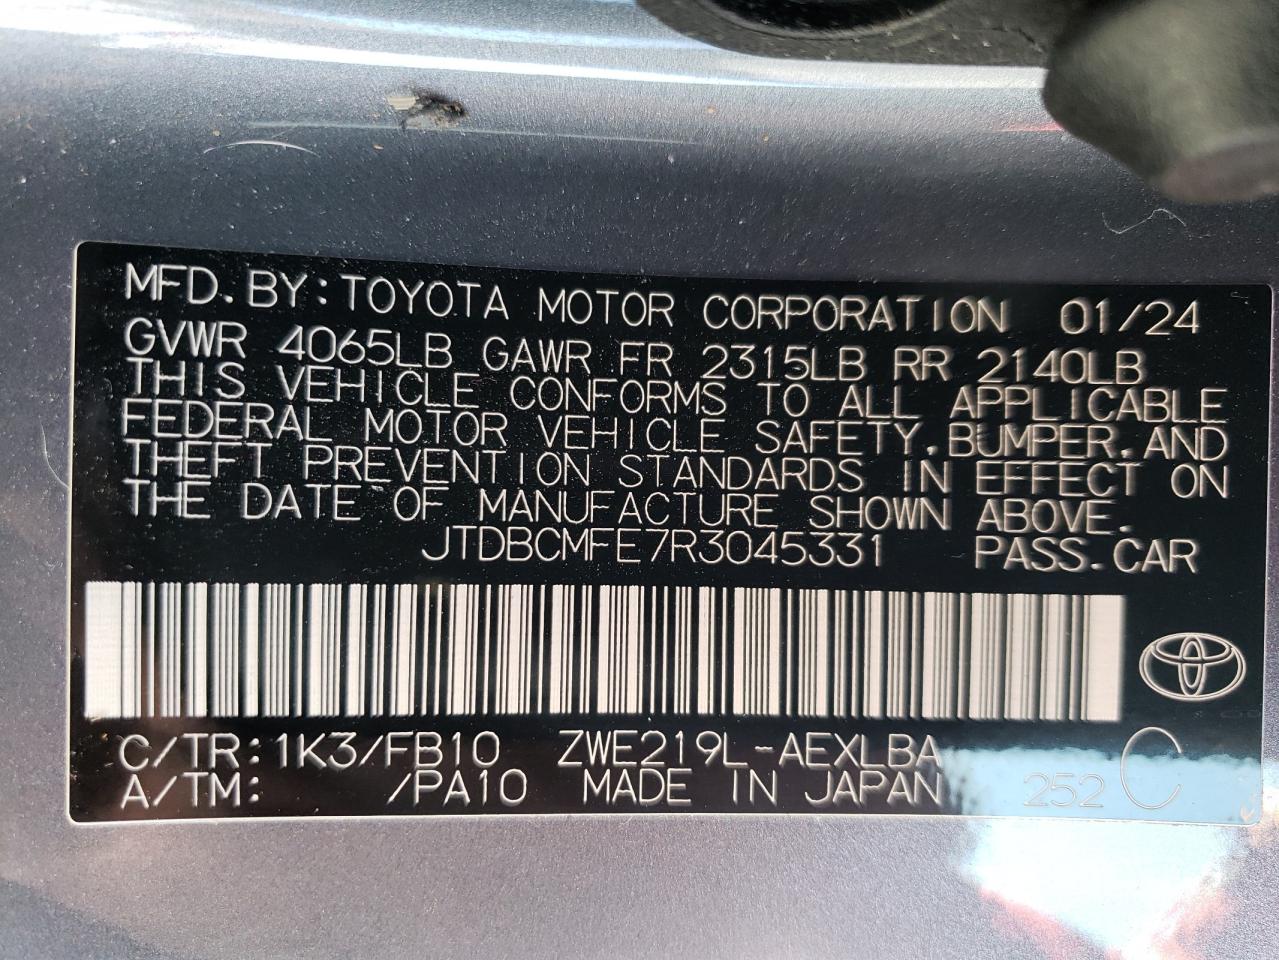 MFD. BY: TOYOTA MOTOR CORPORATION 01/24
GVWR 4065LB GAWR FR 2315LB RR 2140LB
THIS VEHICLE CONFORMS TO ALL APPLICABLE
FEDERAL MOTOR VEHICLE SAFETY, BUMPER, AND
THEFT PREVENTION STANDARDS IN EFFECT ON
THE DATE OF MANUFACTURE SHOWN ABOVE.
JTDBCMFE7R3045331 PASS. CAR
C/TR: 1K3/FB10 ZWE219L-AEXLBA
A/TM: /PA10 MADE IN JAPAN 252 C